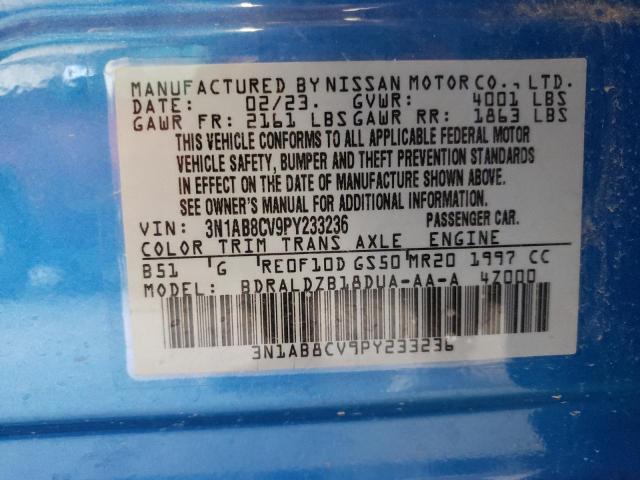 MANUFACTURED BY NISSAN MOTOR CO., LTD.
DATE: 02/23. GVWR: 4001 LBS
GAWR FR: 2161 LBS GAWR RR: 1863 LBS
THIS VEHICLE CONFORMS TO ALL APPLICABLE FEDERAL MOTOR
VEHICLE SAFETY, BUMPER AND THEFT PREVENTION STANDARDS
IN EFFECT ON THE DATE OF MANUFACTURE SHOWN ABOVE.
SEE OWNER'S MANUAL FOR ADDITIONAL INFORMATION.
VIN: 3N1AB8CV9PY233236 PASSENGER CAR.
COLOR TRIM TRANS AXLE ENGINE
B51 G RE0F10D GS50 MR20 1997 CC
MODEL: BDRALDZB18DUA-AA-A 4Z000
3N1AB8CV9PY233236